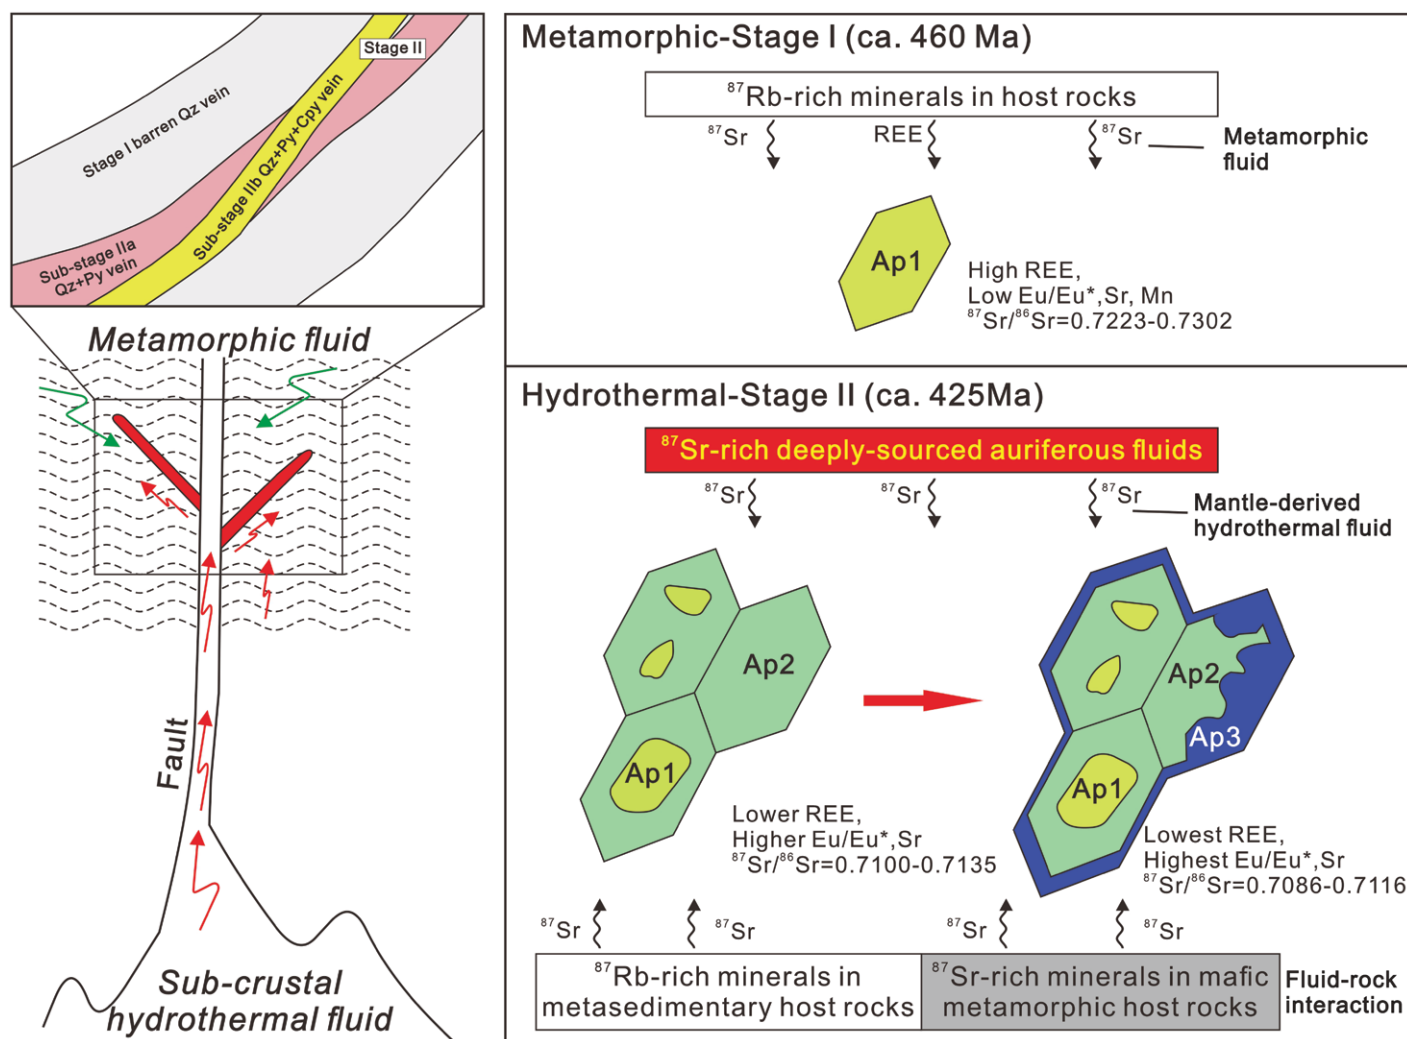 Stage II
Stage I barren Qz vein
Sub-stage IIb Qz+Py+Cpy vein
Sub-stage IIa
Qz+Py vein
Metamorphic fluid
Fault
Sub-crustal
hydrothermal fluid
Metamorphic-Stage I (ca. 460 Ma)
⁸⁷Rb-rich minerals in host rocks
⁸⁷Sr
REE
⁸⁷Sr
Metamorphic
fluid
Ap1
High REE,
Low Eu/Eu*,Sr, Mn
⁸⁷Sr/⁸⁶Sr=0.7223-0.7302
Hydrothermal-Stage II (ca. 425Ma)
⁸⁷Sr-rich deeply-sourced auriferous fluids
⁸⁷Sr
⁸⁷Sr
⁸⁷Sr
Mantle-derived
hydrothermal fluid
Ap2
Ap1
Lower REE,
Higher Eu/Eu*,Sr
⁸⁷Sr/⁸⁶Sr=0.7100-0.7135
Ap2
Ap3
Ap1
Lowest REE,
Highest Eu/Eu*,Sr
⁸⁷Sr/⁸⁶Sr=0.7086-0.7116
⁸⁷Sr
⁸⁷Sr
⁸⁷Sr
⁸⁷Sr
⁸⁷Rb-rich minerals in
metasedimentary host rocks
⁸⁷Sr-rich minerals in mafic
metamorphic host rocks
Fluid-rock
interaction